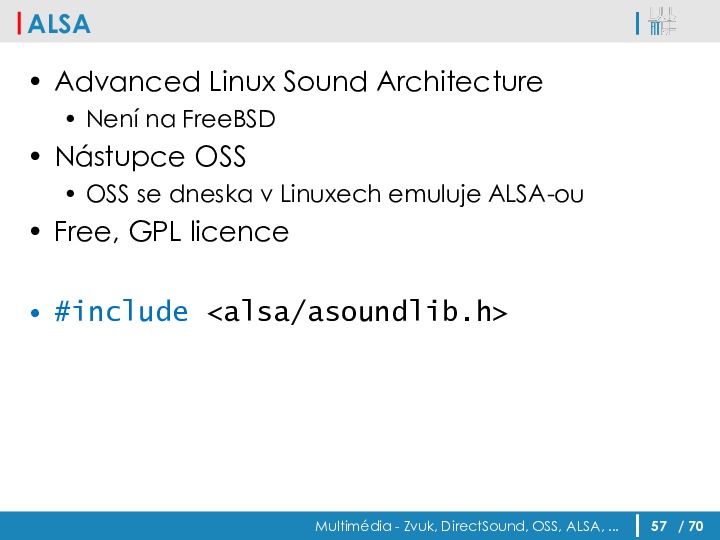 ALSA
• Advanced Linux Sound Architecture
• Není na FreeBSD
• Nástupce OSS
• OSS se dneska v Linuxech emuluje ALSA-ou
• Free, GPL licence
• #include <alsa/asoundlib.h>
Multimédia - Zvuk, DirectSound, OSS, ALSA, ... 57 / 70